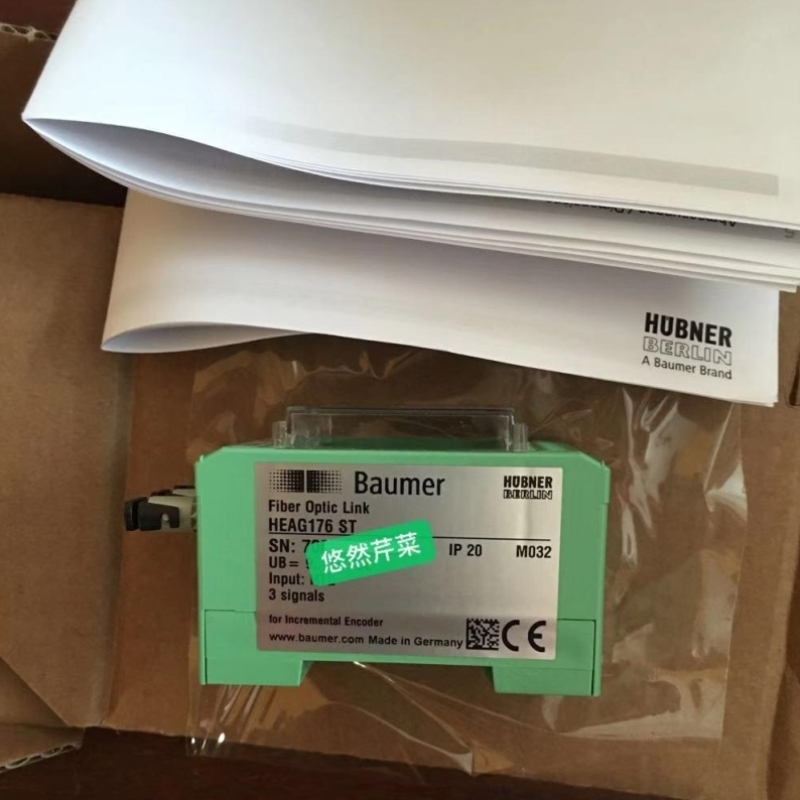 HÜBNER
BERLIN
A Baumer Brand
Baumer
HÜBNER
BERLIN
Fiber Optic Link
HEAG176 ST
SN: 7
悠然芹菜
IP 20 M032
UB =
Input:
3 signals
for Incremental Encoder
www.baumer.com Made in Germany
CE